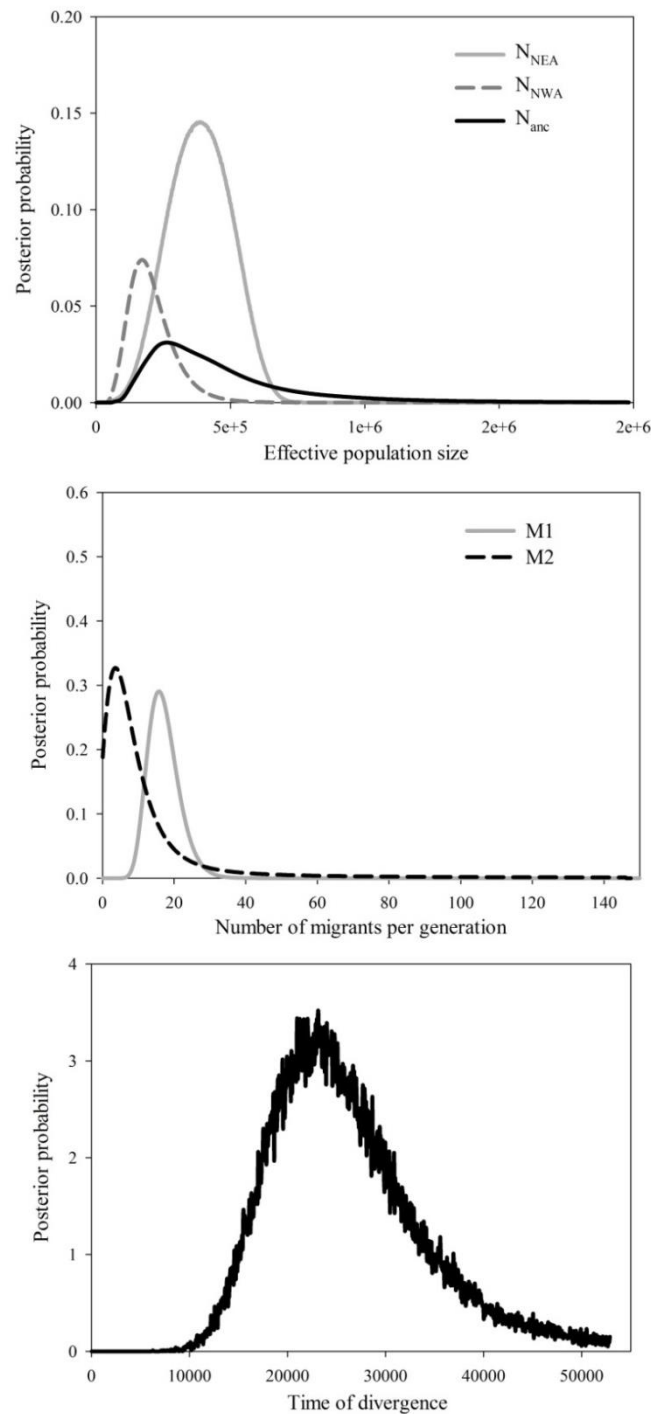 N_NEA
N_NWA
N_anc
0.20
0.15
0.10
0.05
0.00
Posterior probability
0 5e+5 1e+6 2e+6 2e+6
Effective population size
M1
M2
0.6
0.5
0.4
0.3
0.2
0.1
0.0
Posterior probability
0 20 40 60 80 100 120 140
Number of migrants per generation
4
3
2
1
0
Posterior probability
0 10000 20000 30000 40000 50000
Time of divergence